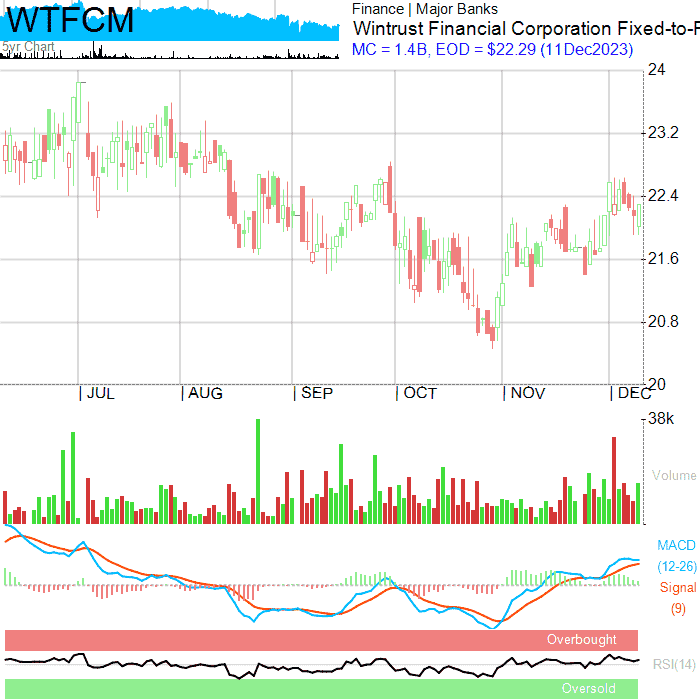 WTFCM
5yr Chart
Finance | Major Banks
Wintrust Financial Corporation Fixed-to-F
MC = 1.4B, EOD = $22.29 (11Dec2023)
24
23.2
22.4
21.6
20.8
20
| JUL
| AUG
| SEP
| OCT
| NOV
| DEC
38k
Volume
MACD
(12-26)
Signal
(9)
Overbought
RSI(14)
Oversold